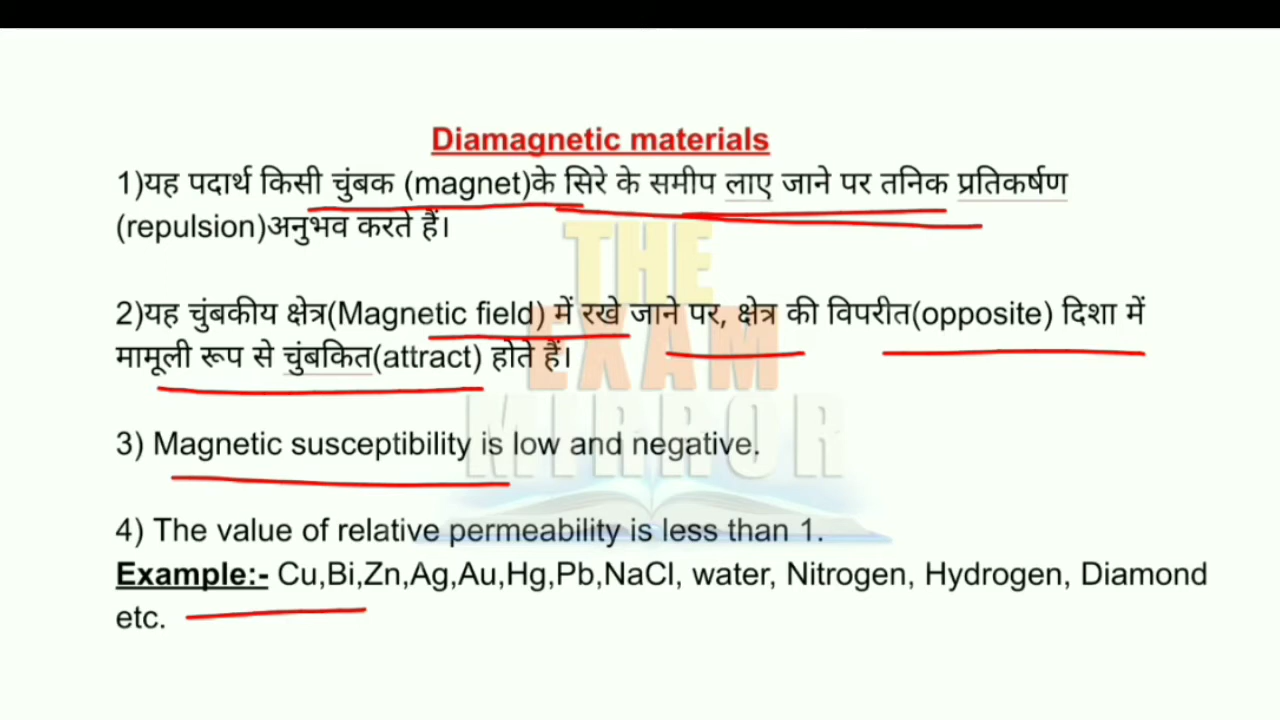 Diamagnetic materials
1)यह पदार्थ किसी चुंबक (magnet)के सिरे के समीप लाए जाने पर तनिक प्रतिकर्षण
(repulsion)अनुभव करते हैं।
2)यह चुंबकीय क्षेत्र(Magnetic field) में रखे जाने पर, क्षेत्र की विपरीत(opposite) दिशा में
मामूली रूप से चुंबकित(attract) होते हैं।
3) Magnetic susceptibility is low and negative.
4) The value of relative permeability is less than 1.
Example:- Cu,Bi,Zn,Ag,Au,Hg,Pb,NaCl, water, Nitrogen, Hydrogen, Diamond
etc.
THE
EXAM
MIRROR